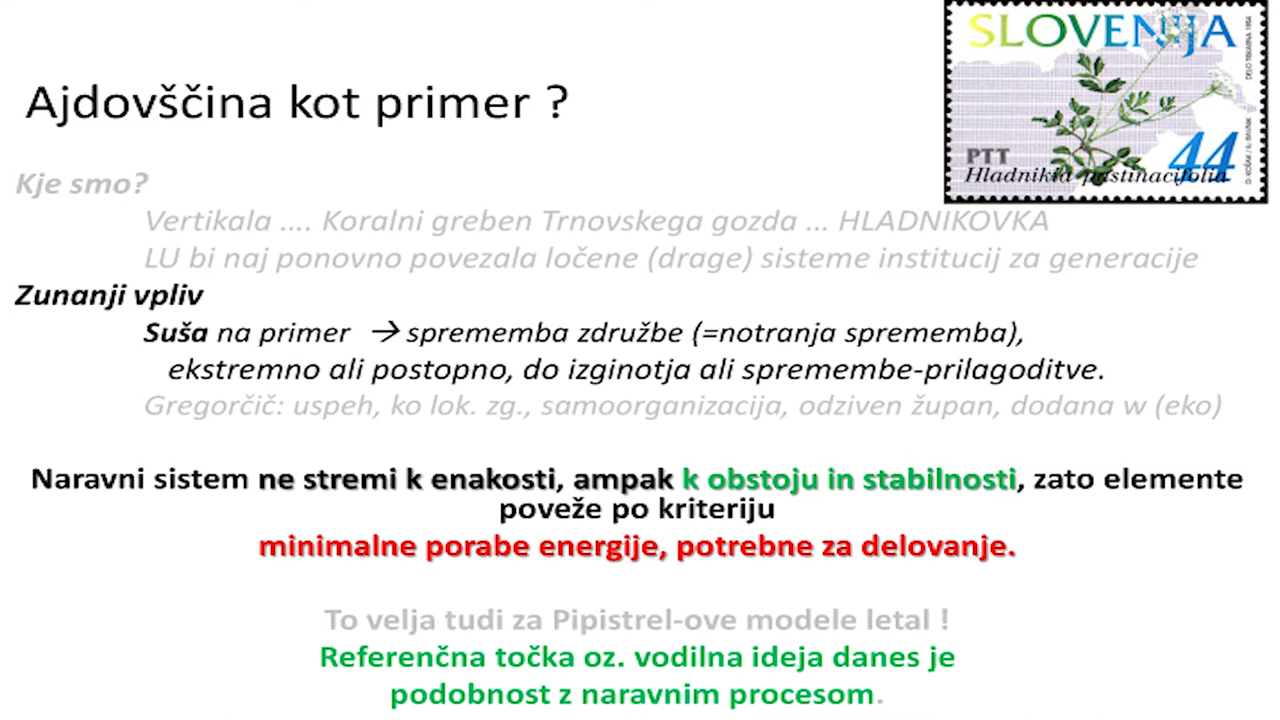 SLOVENIJA
DELO TISKARNA 1994
Ajdovščina kot primer ?
PTT
44
Hladnikia pastinacifolia
Kje smo?
Vertikala .... Koralni greben Trnovskega gozda ... HLADNIKOVKA
LU bi naj ponovno povezala ločene (drage) sisteme institucij za generacije
Zunanji vpliv
Suša na primer → sprememba združbe (=notranja sprememba),
ekstremno ali postopno, do izginotja ali spremembe-prilagoditve.
Gregorčič: uspeh, ko lok. zg., samoorganizacija, odziven župan, dodana w (eko)
Naravni sistem ne stremi k enakosti, ampak k obstoju in stabilnosti, zato elemente
poveže po kriteriju
minimalne porabe energije, potrebne za delovanje.
To velja tudi za Pipistrel-ove modele letal !
Referenčna točka oz. vodilna ideja danes je
podobnost z naravnim procesom.